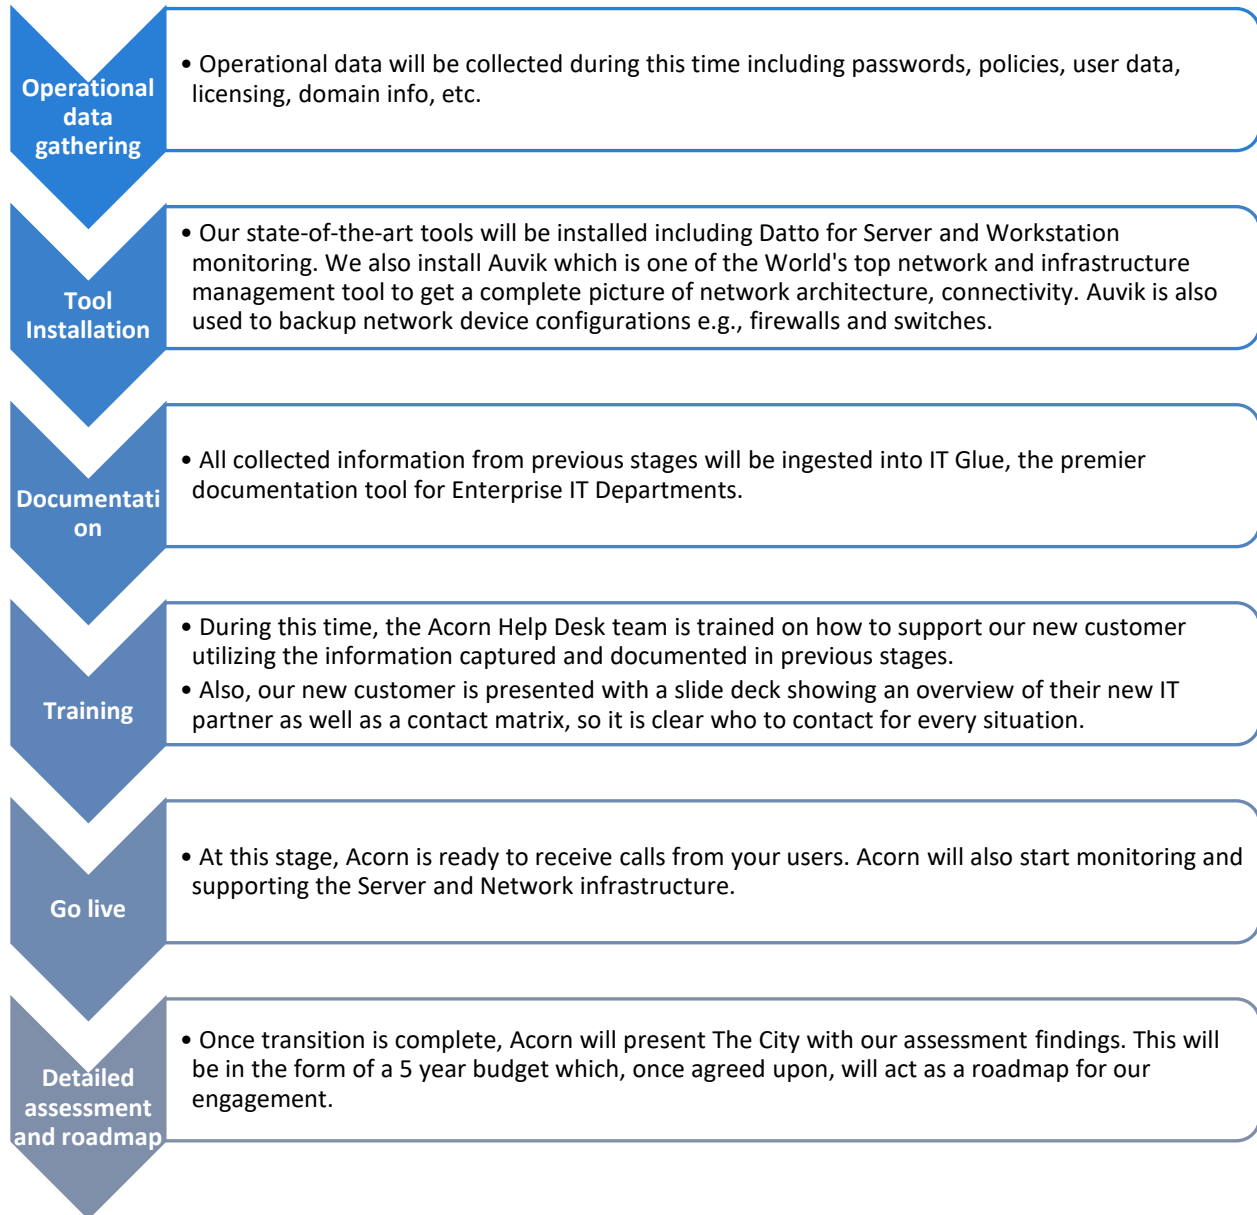 Operational
data
gathering
• Operational data will be collected during this time including passwords, policies, user data,
licensing, domain info, etc.
Tool
Installation
• Our state-of-the-art tools will be installed including Datto for Server and Workstation
monitoring. We also install Auvik which is one of the World's top network and infrastructure
management tool to get a complete picture of network architecture, connectivity. Auvik is also
used to backup network device configurations e.g., firewalls and switches.
Documentati
on
• All collected information from previous stages will be ingested into IT Glue, the premier
documentation tool for Enterprise IT Departments.
Training
• During this time, the Acorn Help Desk team is trained on how to support our new customer
utilizing the information captured and documented in previous stages.
• Also, our new customer is presented with a slide deck showing an overview of their new IT
partner as well as a contact matrix, so it is clear who to contact for every situation.
Go live
• At this stage, Acorn is ready to receive calls from your users. Acorn will also start monitoring and
supporting the Server and Network infrastructure.
Detailed
assessment
and roadmap
• Once transition is complete, Acorn will present The City with our assessment findings. This will
be in the form of a 5 year budget which, once agreed upon, will act as a roadmap for our
engagement.